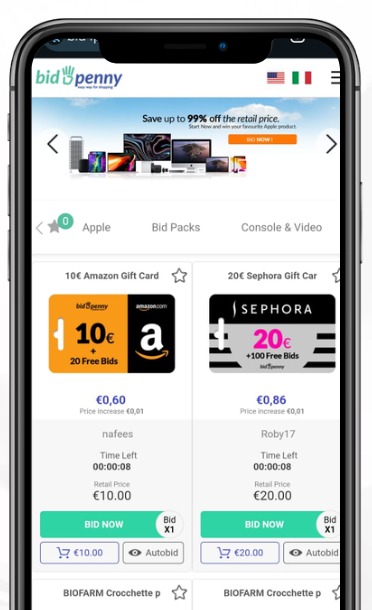 bid penny
easy way for shopping
Save up to 99% off the retail price.
Start Now and win your favourite Apple product.
BID NOW!
0
Apple
Bid Packs
Console & Video
10€ Amazon Gift Card
bid penny
amazon.com
10€
+
20 Free Bids
a
€0,60
Price increase €0,01
nafees
Time Left
00:00:08
Retail Price
€10.00
BID NOW
Bid
X1
€10.00
Autobid
20€ Sephora Gift Car
SEPHORA
20€
+100 Free Bids
bid penny
€0,86
Price increase €0,01
Roby17
Time Left
00:00:08
Retail Price
€20.00
BID NOW
Bid
X1
€20.00
Autobid
BIOFARM Crocchette p
BIOFARM Crocchette p